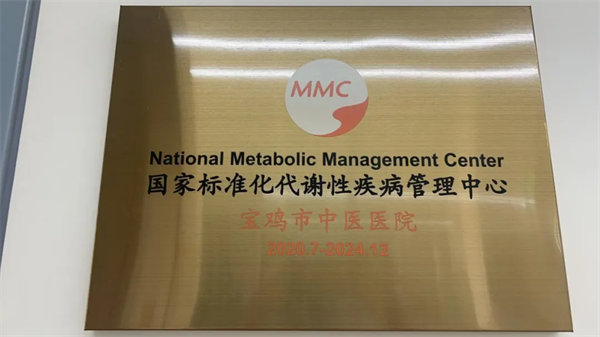 MMC
National Metabolic Management Center
国家标准化代谢性疾病管理中心
宝鸡市中医医院
2020.7-2024.12